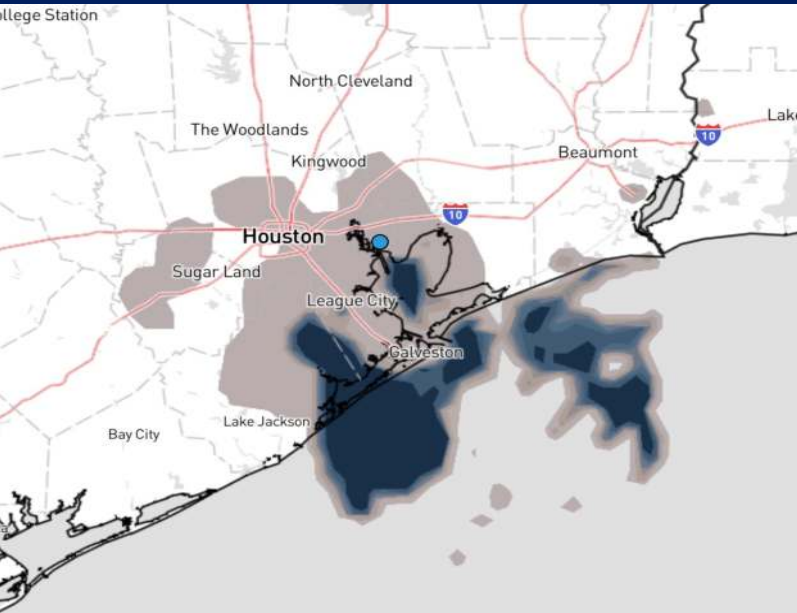 llege Station
North Cleveland
The Woodlands
Lake
10
Beaumont
Kingwood
10
Houston
Sugar Land
League City
Galveston
Lake Jackson
Bay City